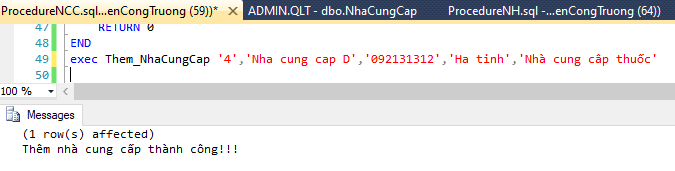 ProcedureNCC.sql...enCongTruong (59))* ADMIN.QLT - dbo.NhaCungCap ProcedureNH.sql -...enCongTruong (64))
47 RETURN 0
48 END
49 exec Them_NhaCungCap '4','Nha cung cap D','092131312','Ha tinh','Nhà cung câp thuốc'
50
100 %
Messages
(1 row(s) affected)
Thêm nhà cung cấp thành công!!!